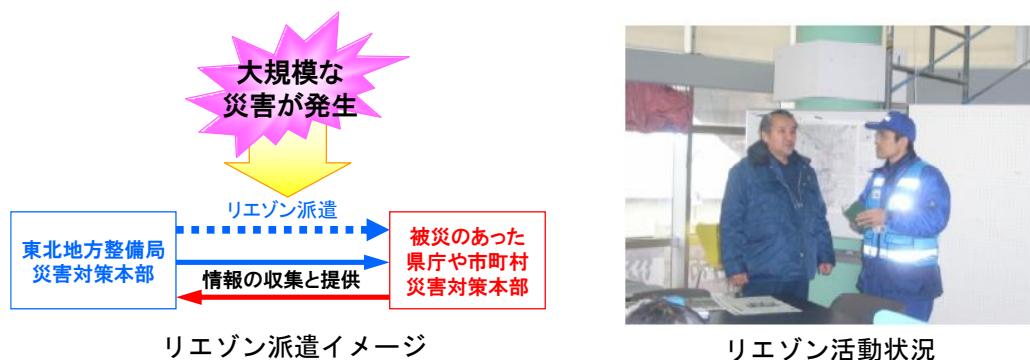 大規模な
災害が発生
リエゾン派遣
東北地方整備局
災害対策本部
被災のあった
県庁や市町村
災害対策本部
情報の収集と提供
リエゾン派遣イメージ
リエゾン活動状況